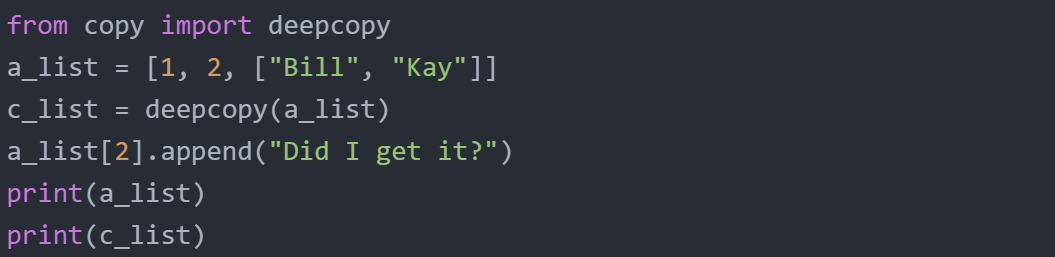 from copy import deepcopy
a_list = [1, 2, ["Bill", "Kay"]]
c_list = deepcopy(a_list)
a_list[2].append("Did I get it?")
print(a_list)
print(c_list)